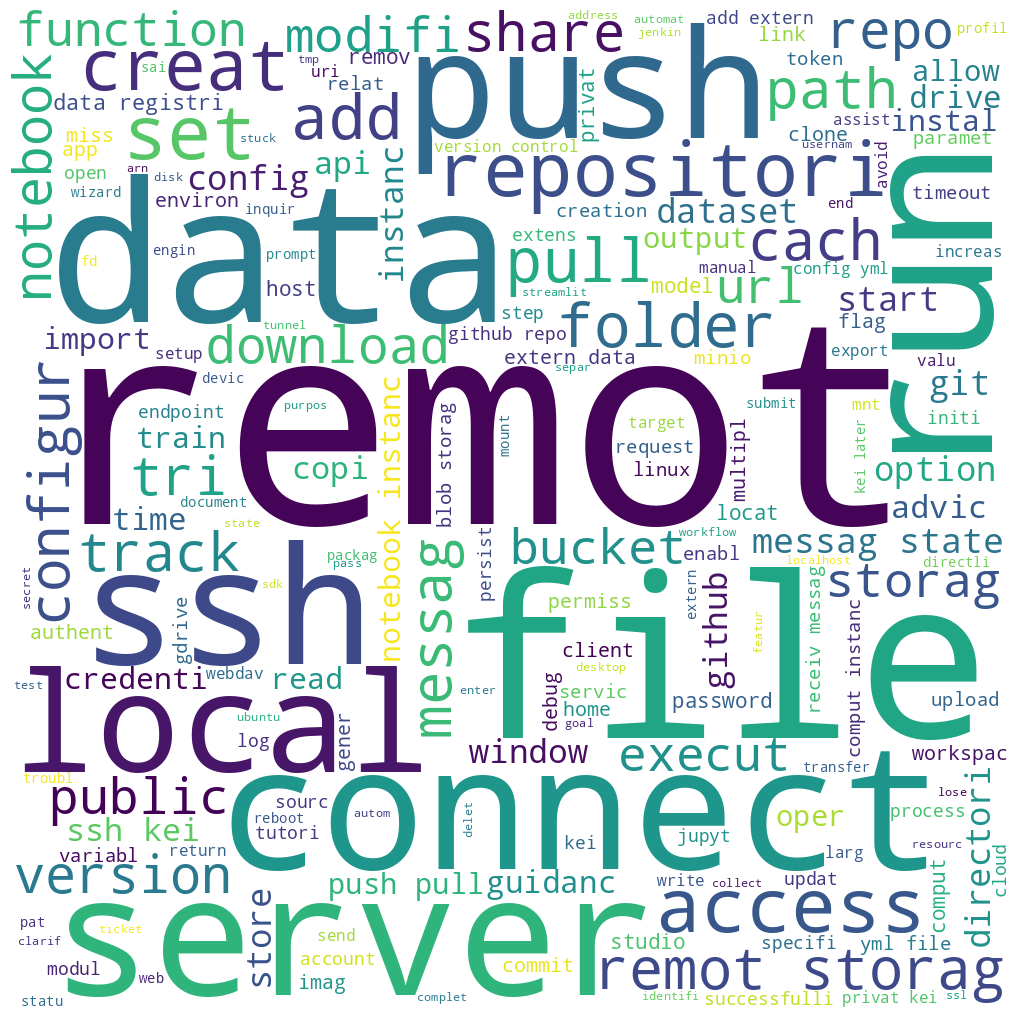 function
modifi
share
address
automat
jenkin
add extern
link
repo
profil
creat
sai
tmp
uri
remov
relat
push
token
path
allow
drive
data registri
notebook
set
add
privat
clone
assist
instal
miss
app
open
stuck
version control
usernam
paramet
wizard
arn
disk
config
api
instanc
repositori
avoid
run
timeout
environ
inquir
creation
dataset
end
data
engin
fd
prompt
extens
output
cach
increas
pull
manual
config yml
host
streamlit
model
url
start
step
folder
flag
import
tunnel
download
github repo
setup
extern data
separ
minio
export
valu
devic
git
remot
configur
endpoint
purpos
notebook instanc
blob storag
mount
target
submit
mnt
initi
train
request
multipl
kei later
tri
copi
linux
option
document
time
state
locat
advic
track
messag
persist
bucket
workflow
enabl
messag state
directli
packag
pass
localhost
ssh
secret
sdk
file
extern
storag
authent
gdrive
permiss
github
featur
receiv messag
comput instanc
client
desktop
local
test
credenti
webdav
read
enter
debug
servic
home
password
upload
ubuntu
goal
log
gener
window
execut
workspac
troubl
connect
transfer
lose
public
sourc
reboot
autom
delet
process
ssh kei
tutori
kei
jupyt
oper
directori
variabl
return
larg
resourc
cloud
version
push pull
guidanc
write
collect
updat
comput
server
store
access
pat
ticket
send
studio
specifi
yml file
clarif
account
commit
remot storag
modul
web
imag
statu
complet
identifi
successfulli
privat kei
ssl